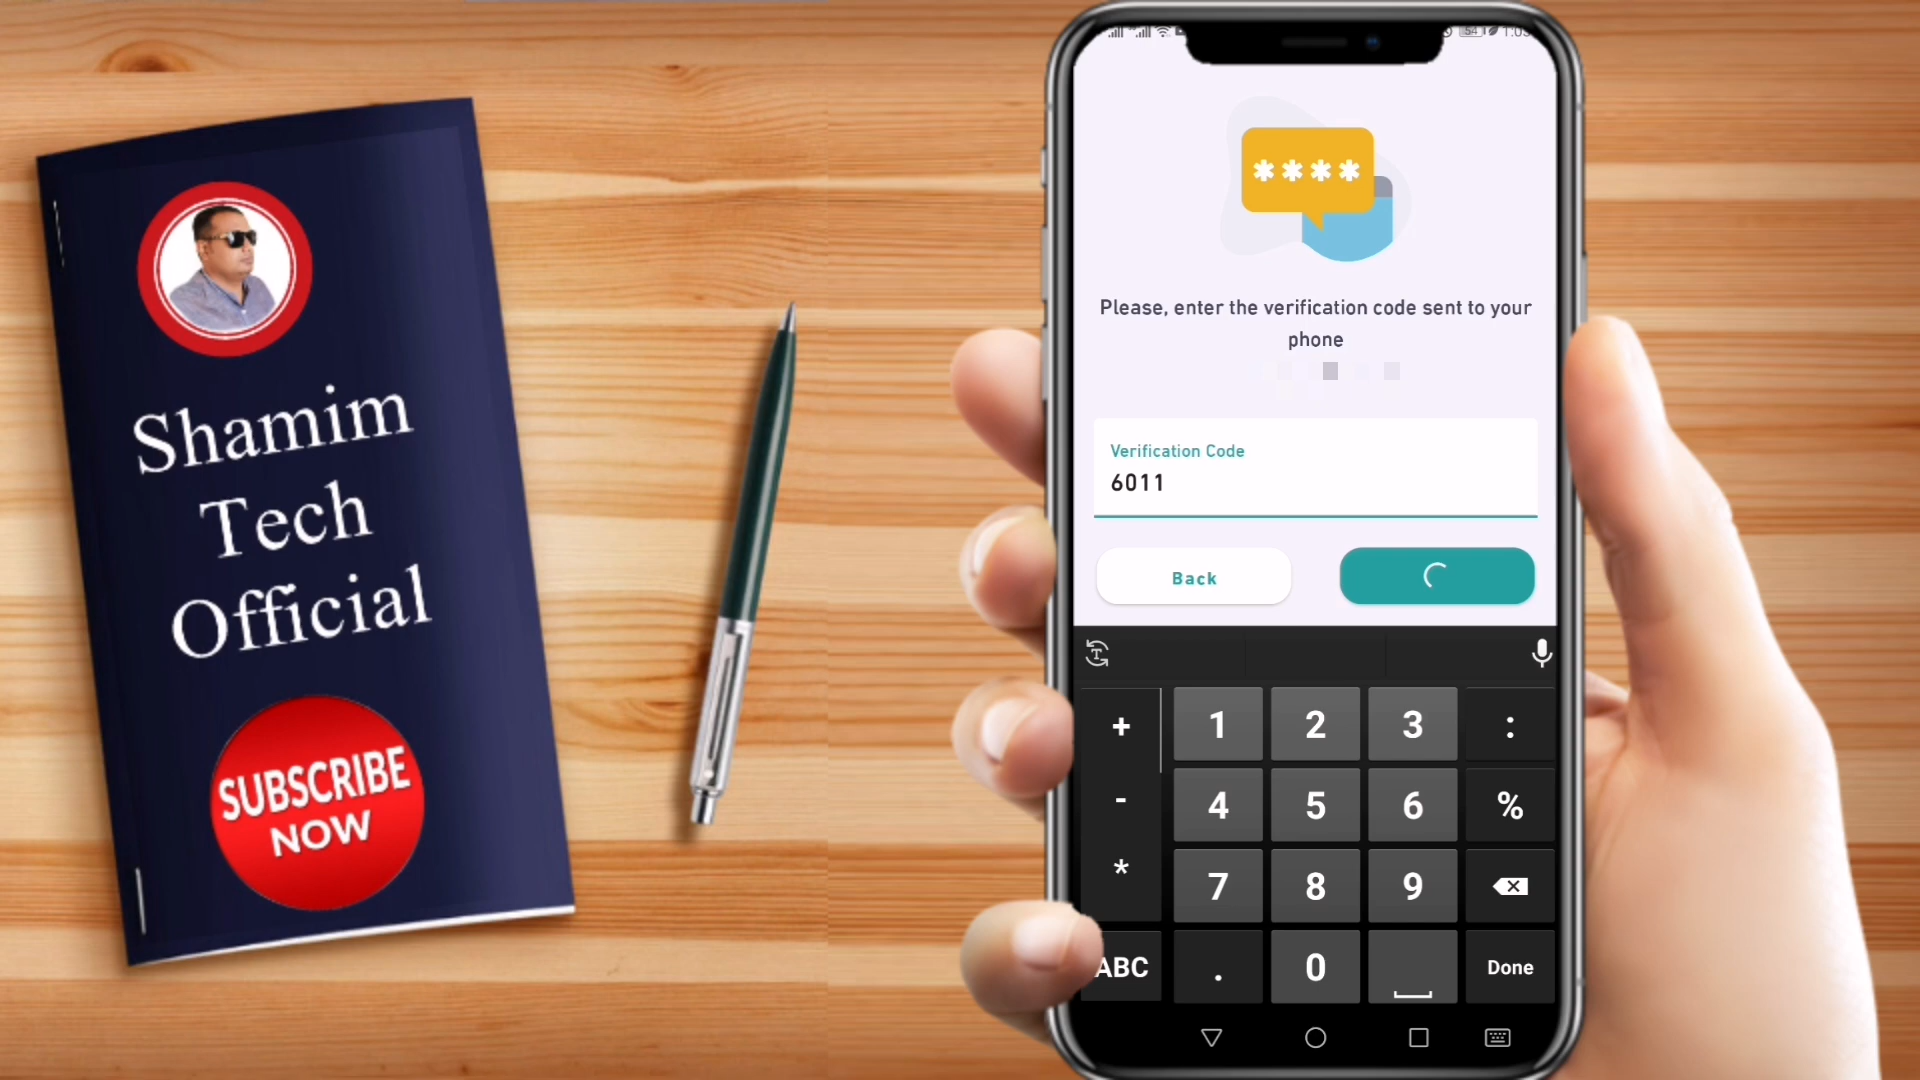 Shamim
Tech
Official
SUBSCRIBE
NOW
54
* * * *
Please, enter the verification code sent to your
phone
Verification Code
6011
Back
+ 1 2 3 :
- 4 5 6 %
* 7 8 9
ABC . 0 Done